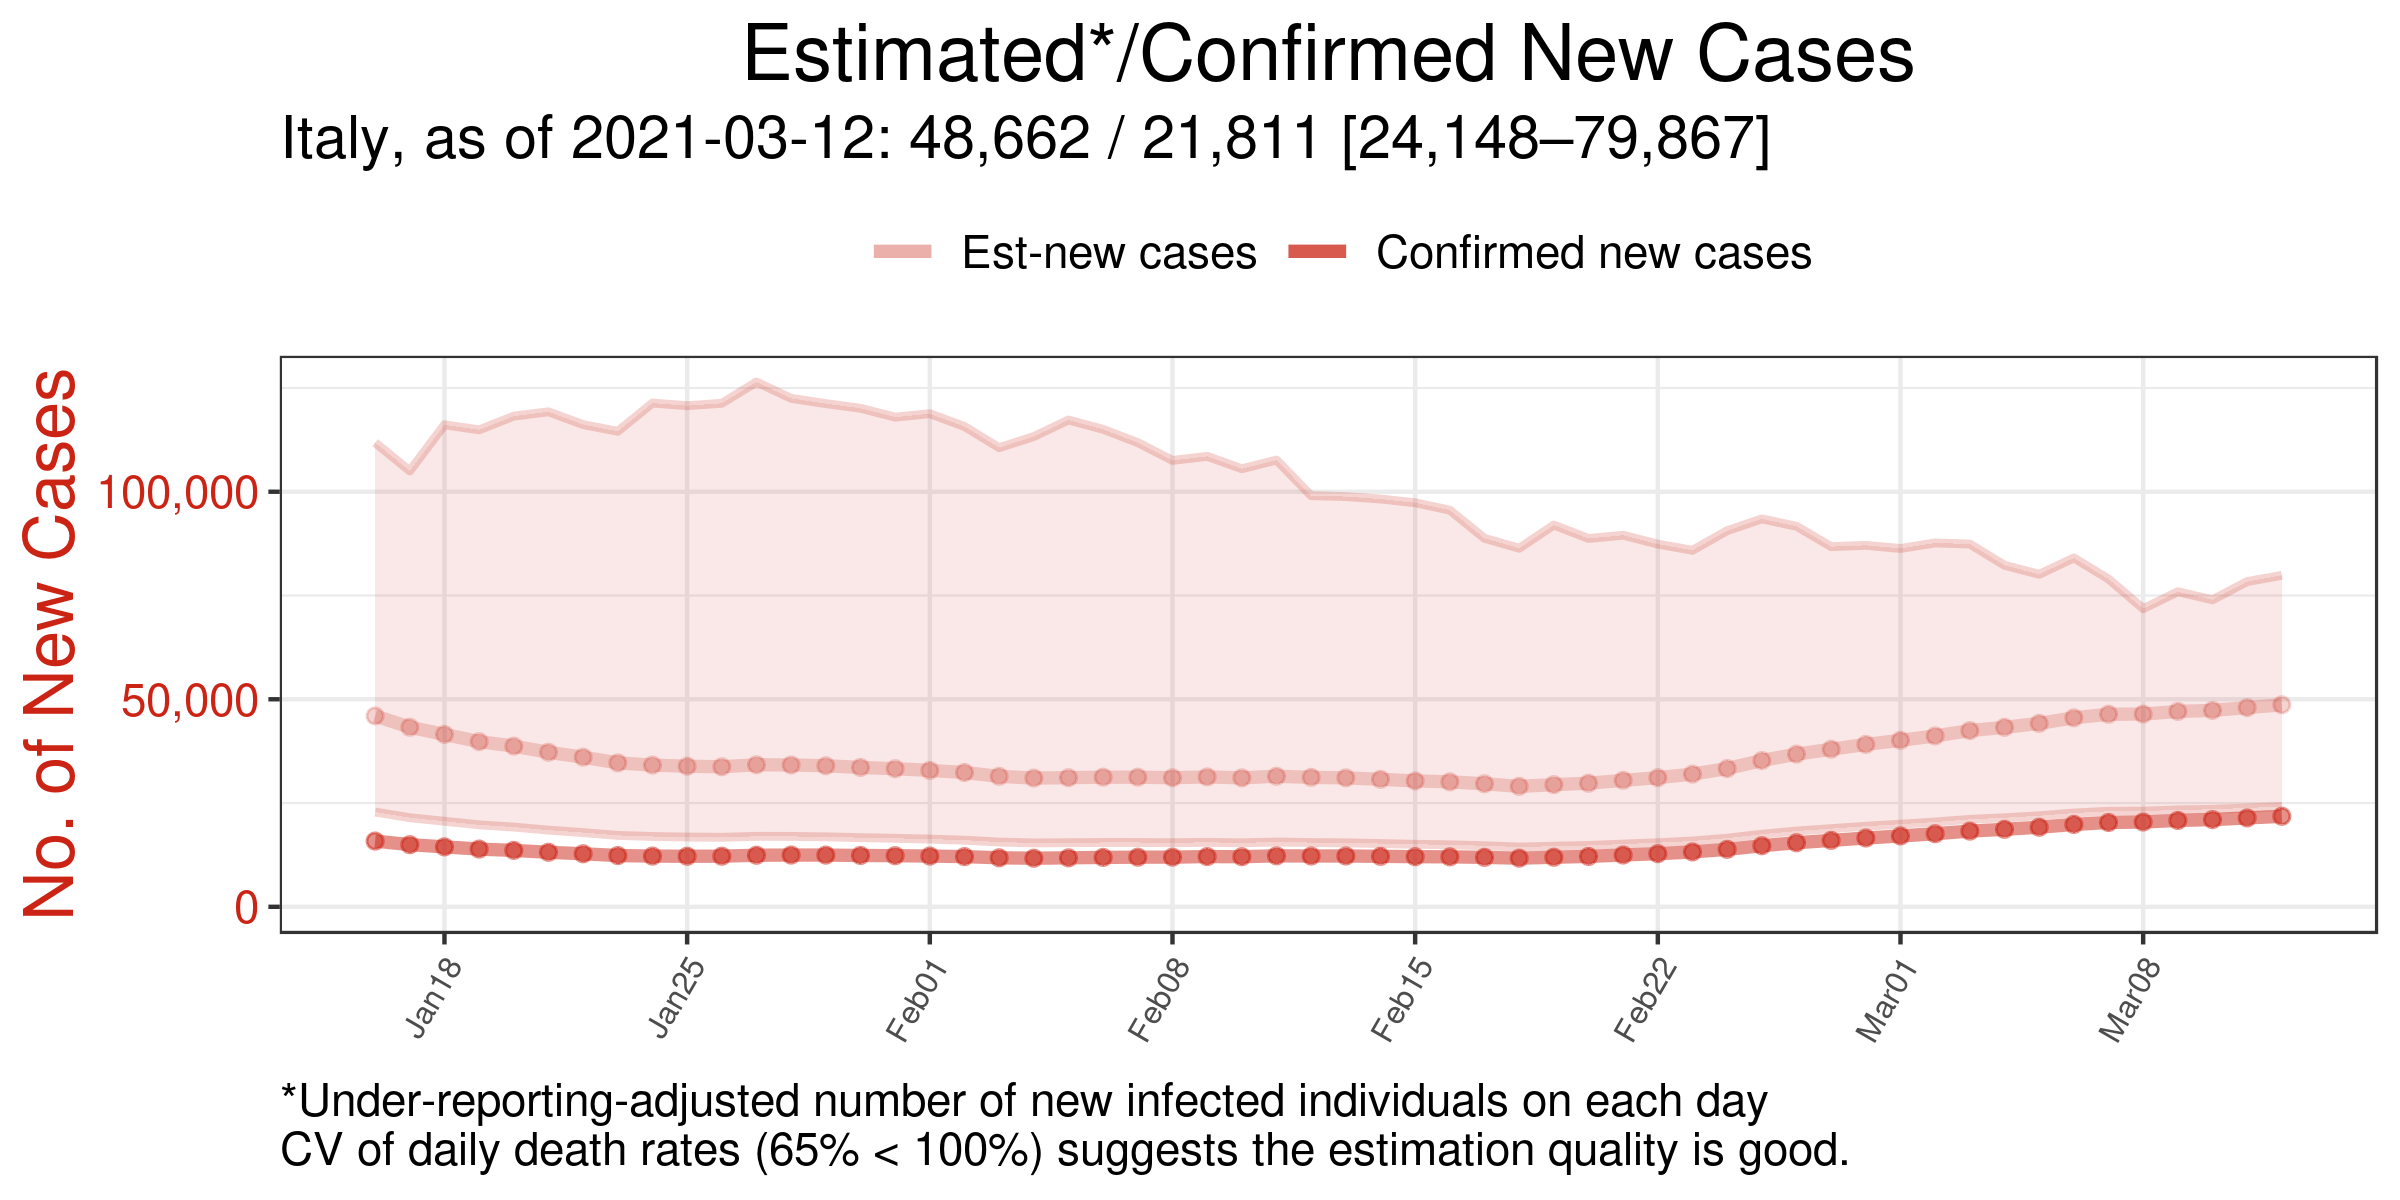 Estimated*/Confirmed New Cases
Italy, as of 2021-03-12: 48,662 / 21,811 [24,148–79,867]
Est-new cases
Confirmed new cases
No. of New Cases
100,000
50,000
0
Jan18
Jan25
Feb01
Feb08
Feb15
Feb22
Mar01
Mar08
*Under-reporting-adjusted number of new infected individuals on each day
CV of daily death rates (65% < 100%) suggests the estimation quality is good.